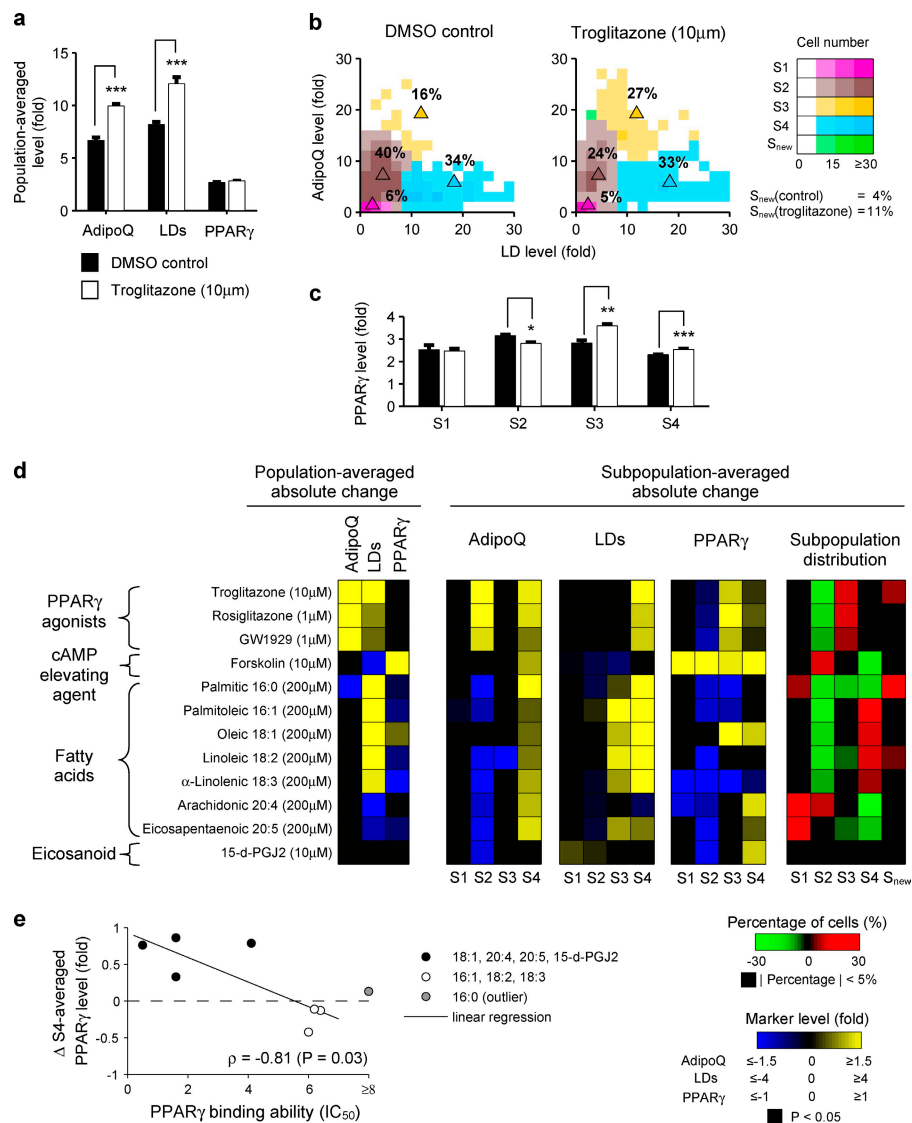 a
Population-averaged
level (fold)
15
10
5
0
***
***
AdipoQ
LDs
PPARγ
DMSO control
Troglitazone (10μm)
b
DMSO control
Troglitazone (10μm)
AdipoQ level (fold)
30
20
10
0
16%
40%
34%
6%
0
10
20
30
30
20
10
0
27%
24%
33%
5%
0
10
20
30
LD level (fold)
Cell number
S1
S2
S3
S4
Snew
0
15
≥30
Snew(control) = 4%
Snew(troglitazone) = 11%
c
PPARγ level (fold)
4
3
2
1
0
*
**
***
S1
S2
S3
S4
d
Population-averaged
absolute change
Subpopulation-averaged
absolute change
AdipoQ
LDs
PPARγ
AdipoQ
LDs
PPARγ
Subpopulation
distribution
PPARγ
agonists
cAMP
elevating
agent
Fatty
acids
Eicosanoid
Troglitazone (10μM)
Rosiglitazone (1μM)
GW1929 (1μM)
Forskolin (10μM)
Palmitic 16:0 (200μM)
Palmitoleic 16:1 (200μM)
Oleic 18:1 (200μM)
Linoleic 18:2 (200μM)
α-Linolenic 18:3 (200μM)
Arachidonic 20:4 (200μM)
Eicosapentaenoic 20:5 (200μM)
15-d-PGJ2 (10μM)
S1 S2 S3 S4
S1 S2 S3 S4
S1 S2 S3 S4
S1 S2 S3 S4 Snew
e
Δ S4-averaged
PPARγ level (fold)
1
0.5
0
-0.5
-1
ρ = -0.81 (P = 0.03)
0
2
4
6
≥8
PPARγ binding ability (IC50)
18:1, 20:4, 20:5, 15-d-PGJ2
16:1, 18:2, 18:3
16:0 (outlier)
linear regression
Percentage of cells (%)
-30
0
30
| Percentage | < 5%
Marker level (fold)
AdipoQ ≤-1.5 0 ≥1.5
LDs ≤-4 0 ≥4
PPARγ ≤-1 0 ≥1
P < 0.05